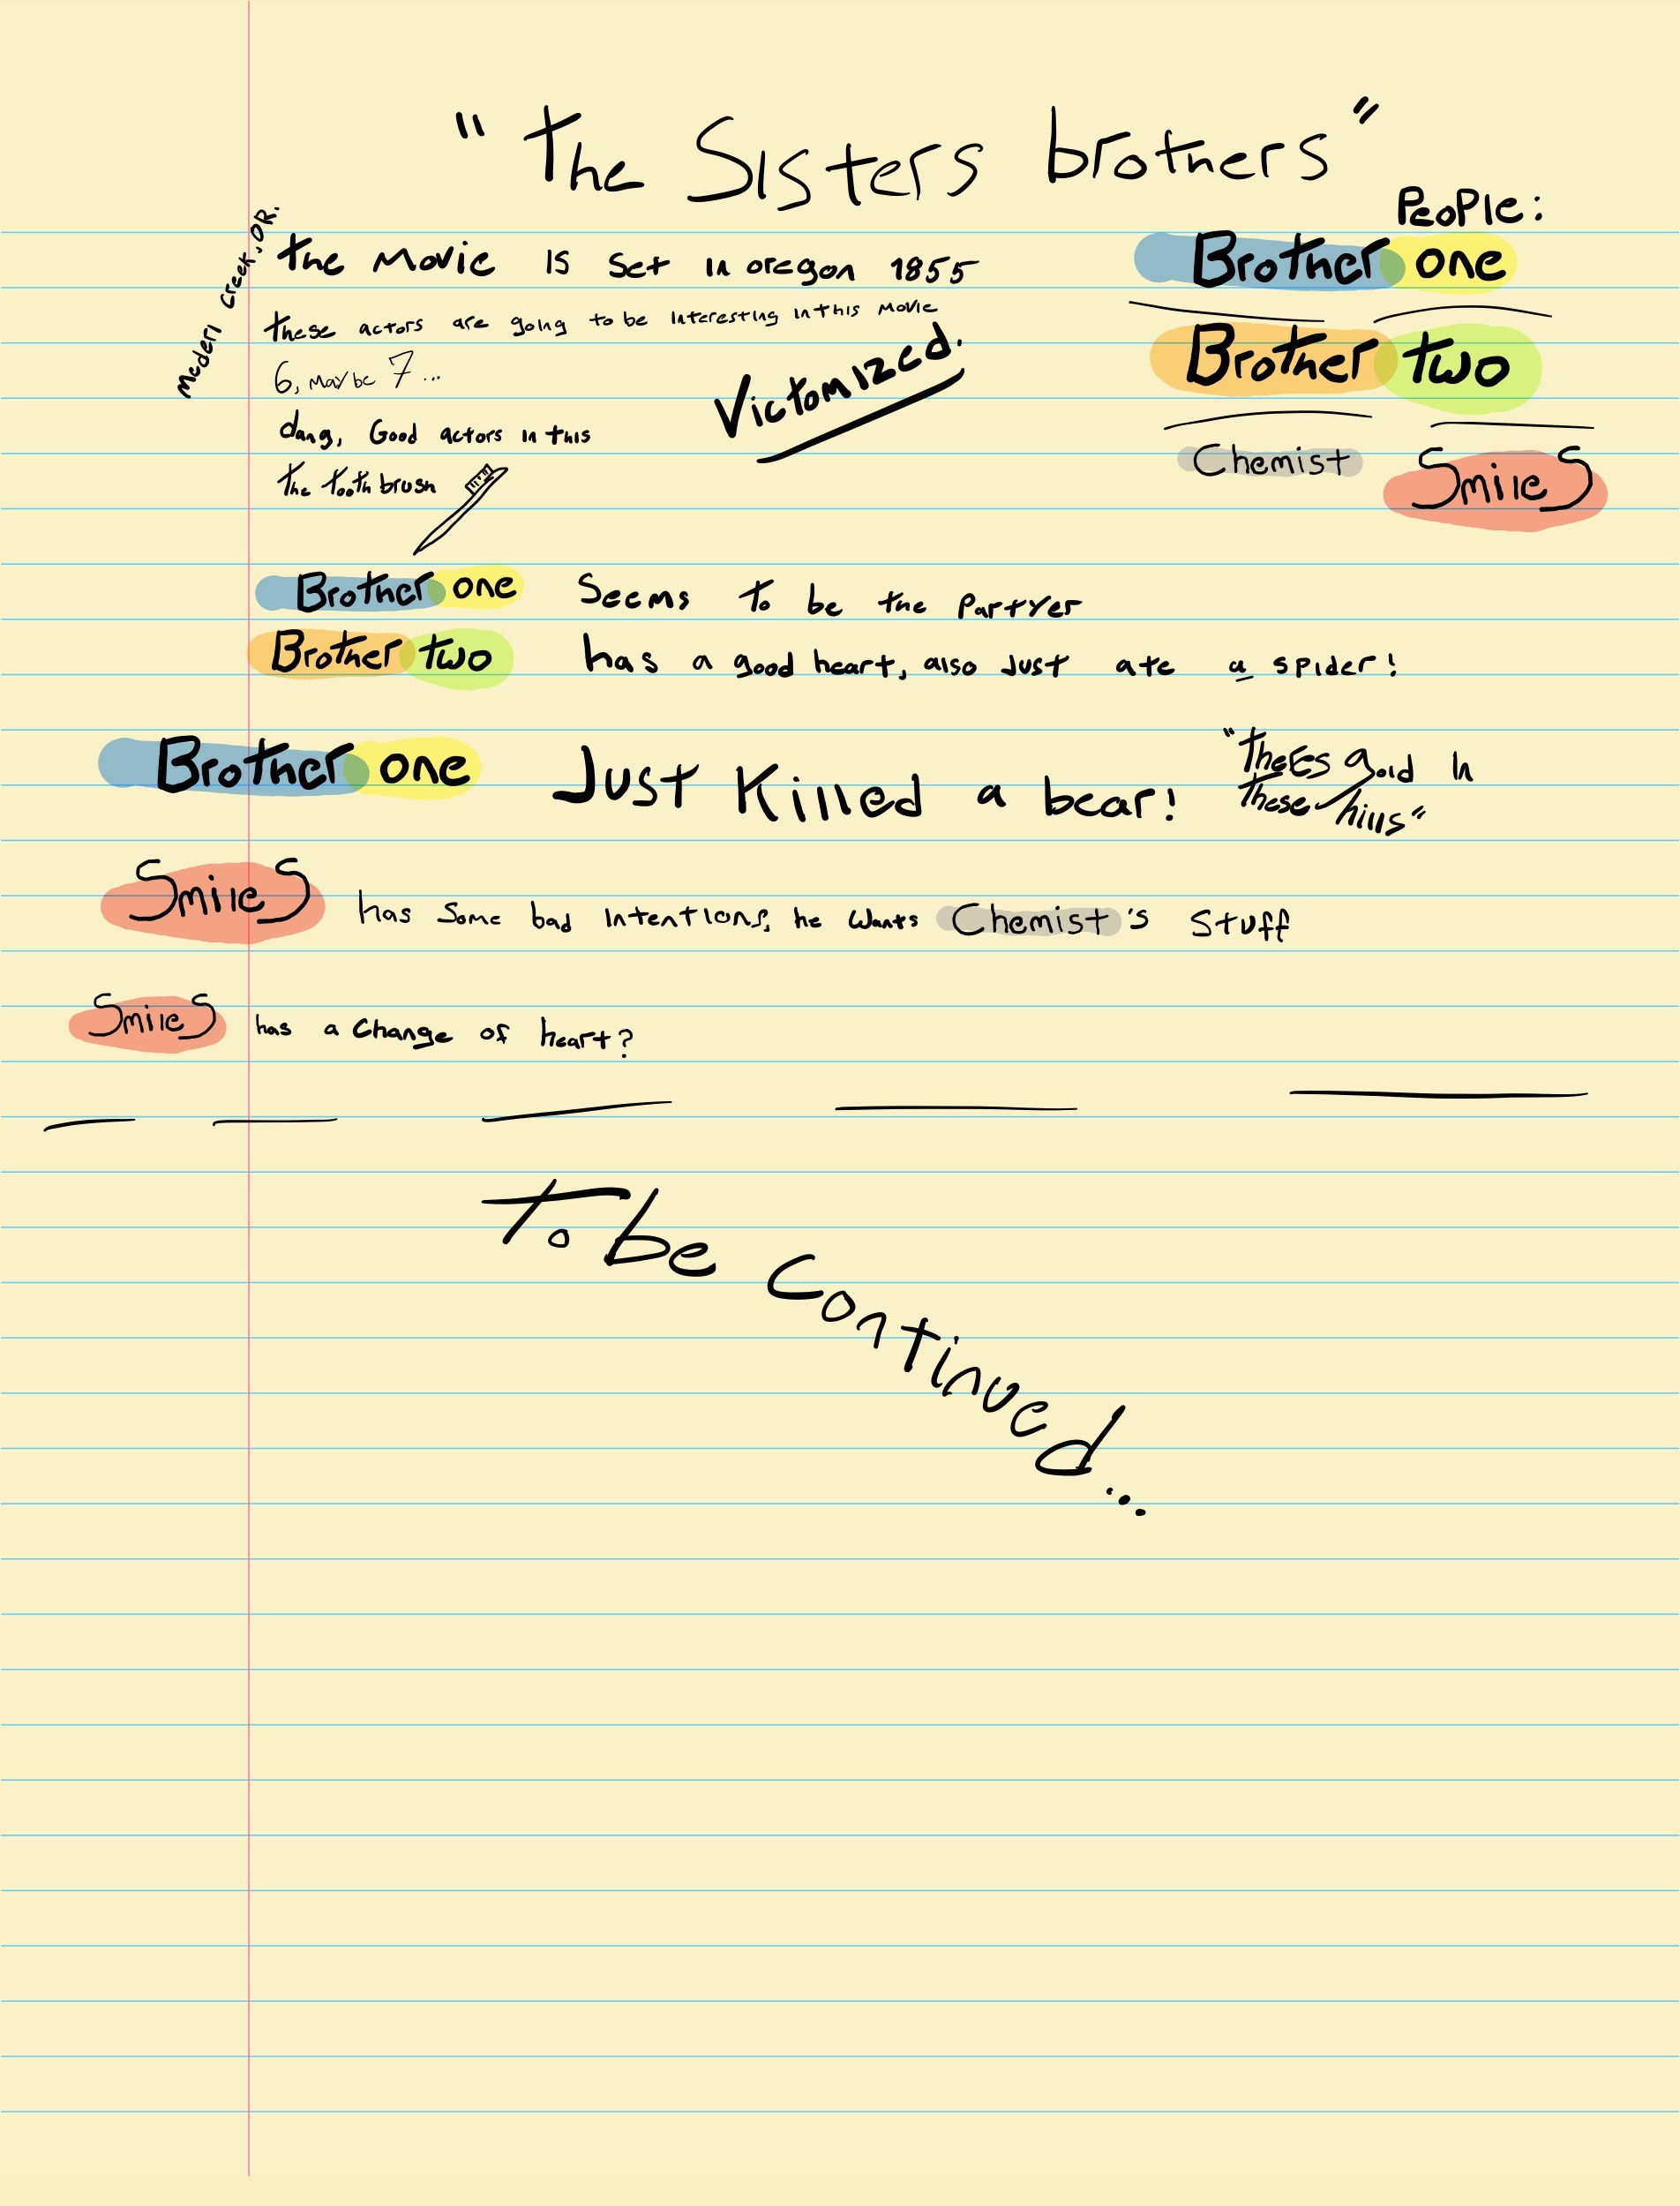 "The Sisters brothers"
People:
Mederi Creek, OR.
The Movie is set in oregon 1855
Brother one
these actors are going to be interesting in this movie
Brother two
6, maybe 7...
Victomized.
dang, Good actors in this
Chemist
Smiles
The tooth brush
Brother one Seems To be the Partyer
Brother two has a good heart, also Just ate a spider!
Brother one Just Killed a bear!
"TherEs gold in
These hills"
Smiles has some bad intentions, he wants Chemist's Stuff
Smiles has a Change of heart?
To be continued...